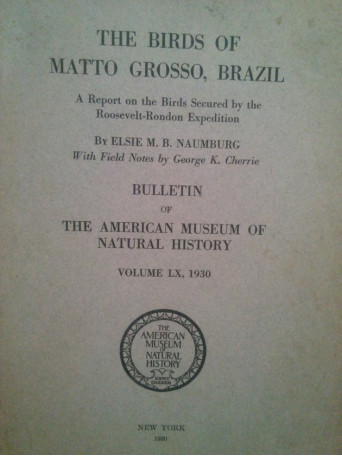 THE BIRDS OF
MATTO GROSSO, BRAZIL
A Report on the Birds Secured by the
Roosevelt-Rondon Expedition
By ELSIE M. B. NAUMBURG
With Field Notes by George K. Cherrie
BULLETIN
OF
THE AMERICAN MUSEUM OF
NATURAL HISTORY
VOLUME LX, 1930
THE
AMERICAN
MUSEUM
OF
NATURAL
HISTORY
NEW YORK
1930